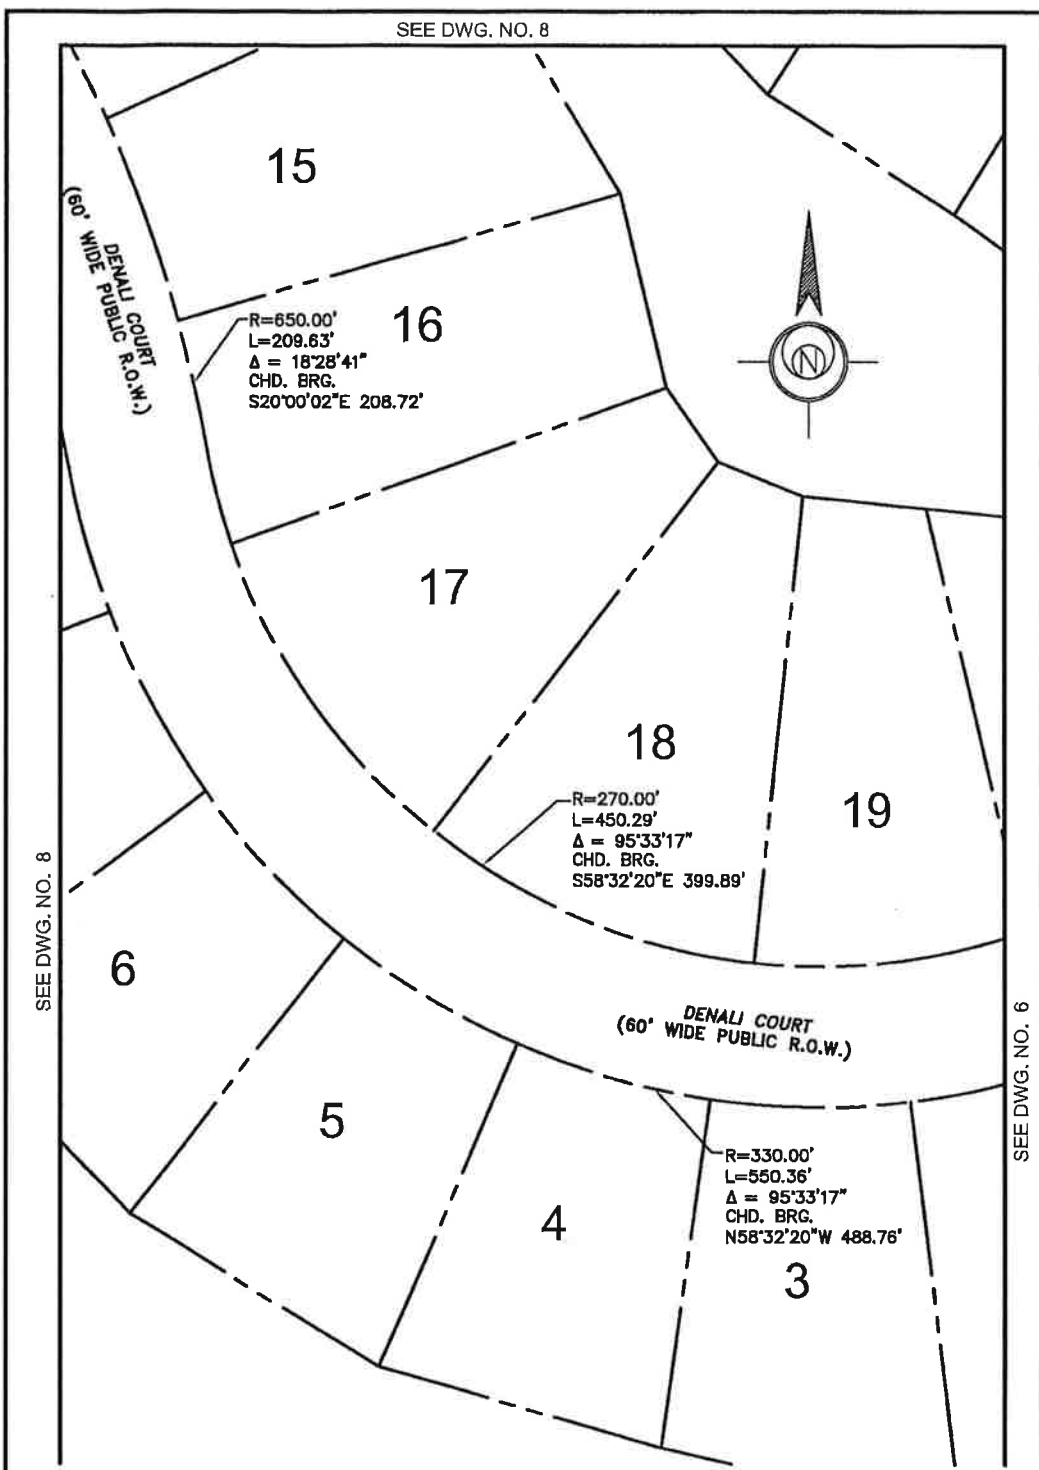 SEE DWG. NO. 8
15
DENALI COURT
(60' WIDE PUBLIC R.O.W.)
16
R=650.00'
L=209.63'
Δ = 18°28'41"
CHD. BRG.
S20°00'02"E 208.72'
N
17
18
R=270.00'
L=450.29'
Δ = 95°33'17"
CHD. BRG.
S58°32'20"E 399.89'
19
SEE DWG. NO. 8
6
DENALI COURT
(60' WIDE PUBLIC R.O.W.)
SEE DWG. NO. 6
5
4
R=330.00'
L=550.36'
Δ = 95°33'17"
CHD. BRG.
N58°32'20"W 488.76'
3